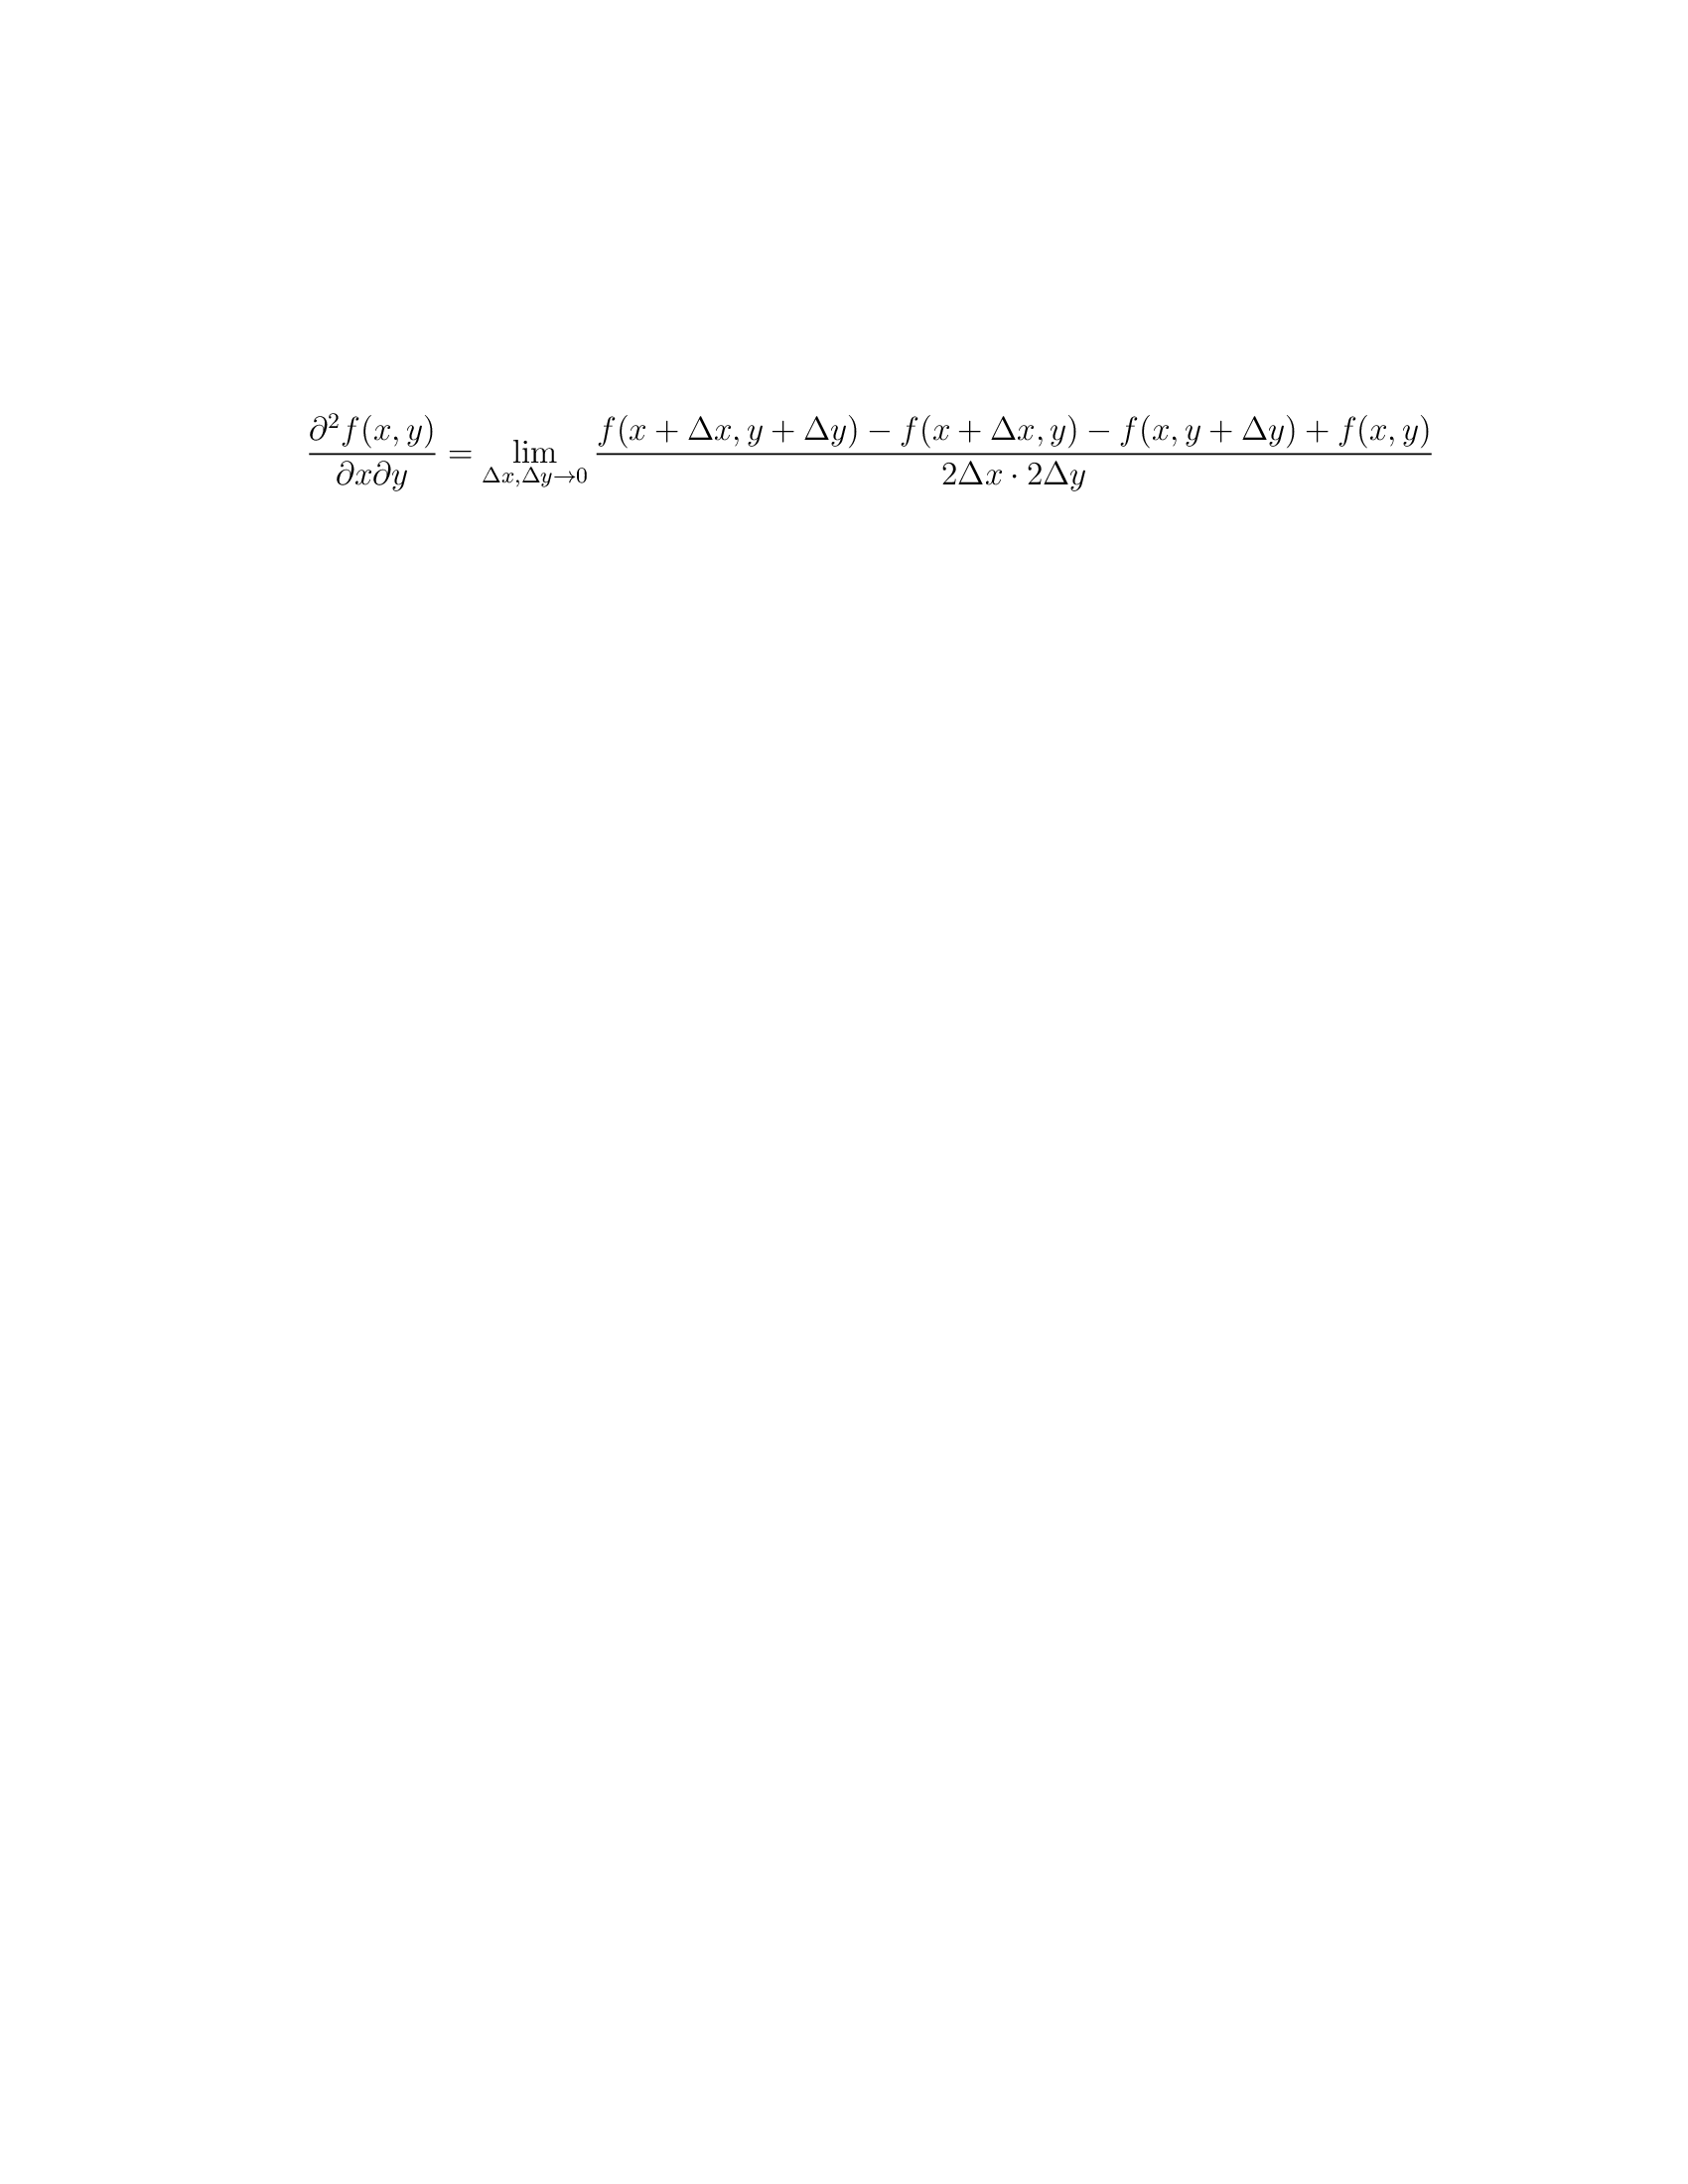 $$\frac{\partial^2 f(x, y)}{\partial x \partial y} = \lim_{\Delta x, \Delta y \to 0} \frac{f(x + \Delta x, y + \Delta y) - f(x + \Delta x, y) - f(x, y + \Delta y) + f(x, y)}{2\Delta x \cdot 2\Delta y}$$